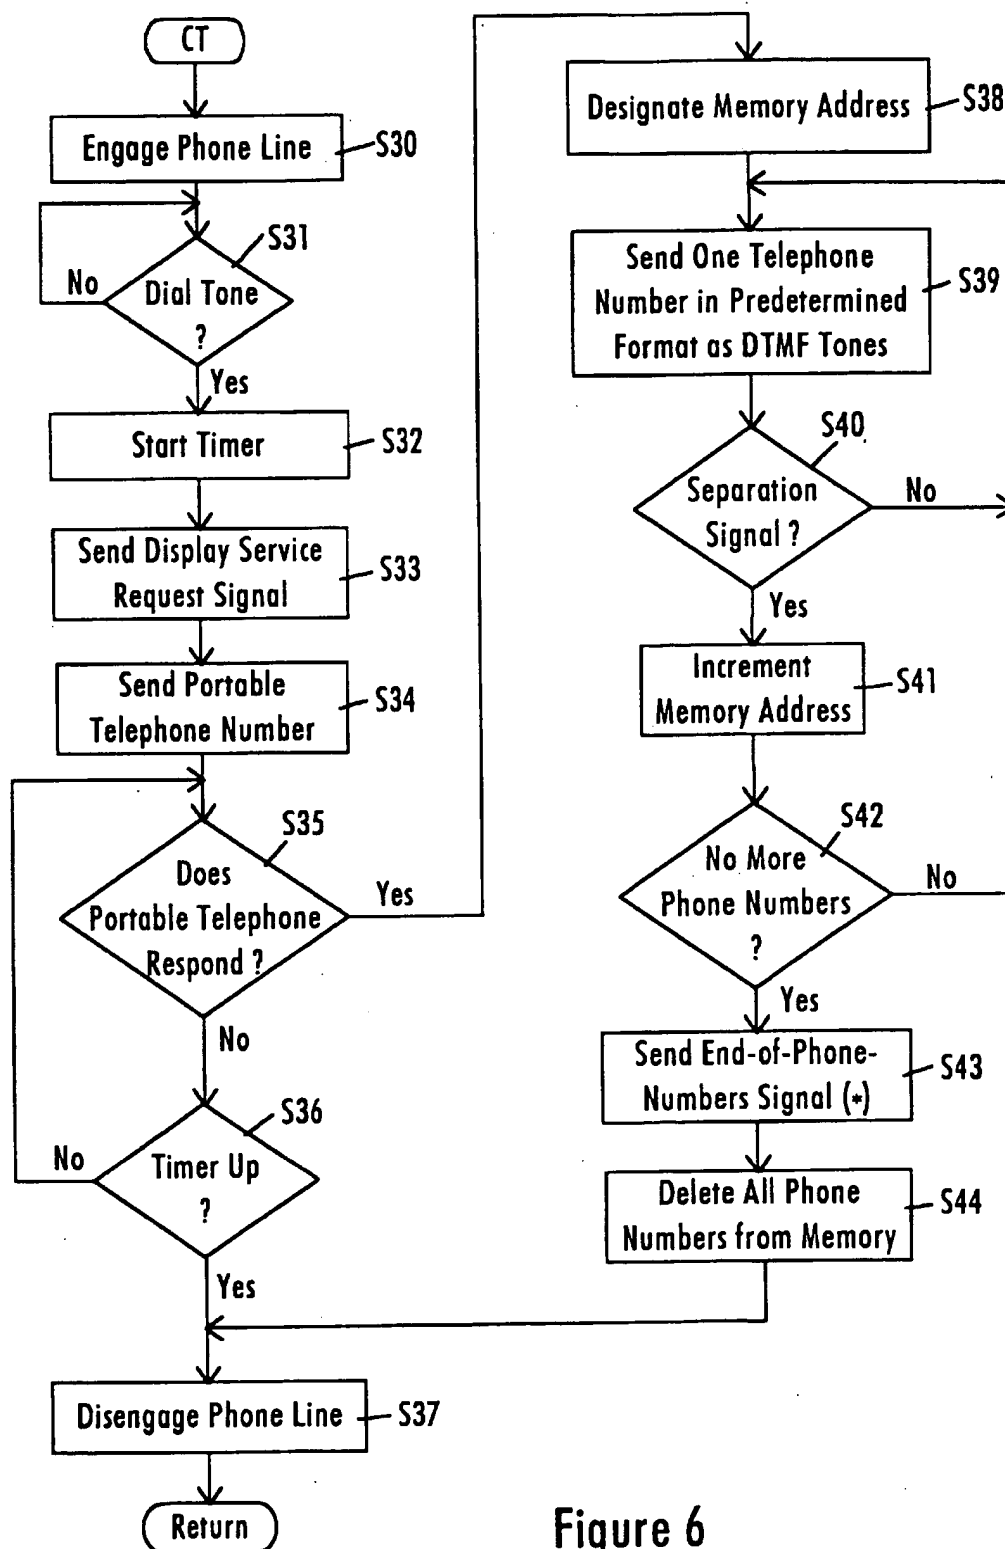 CT
Engage Phone Line
S30
S31
No
Dial Tone
?
Yes
Start Timer
S32
Send Display Service
Request Signal
S33
Send Portable
Telephone Number
S34
S35
Does
Portable Telephone
Respond ?
Yes
No
S36
No
Timer Up
?
Yes
Disengage Phone Line
S37
Return
Designate Memory Address
S38
Send One Telephone
Number in Predetermined
Format as DTMF Tones
S39
S40
Separation
Signal ?
No
Yes
Increment
Memory Address
S41
S42
No More
Phone Numbers
?
No
Yes
Send End-of-Phone-
Numbers Signal (*)
S43
Delete All Phone
Numbers from Memory
S44
Figure 6